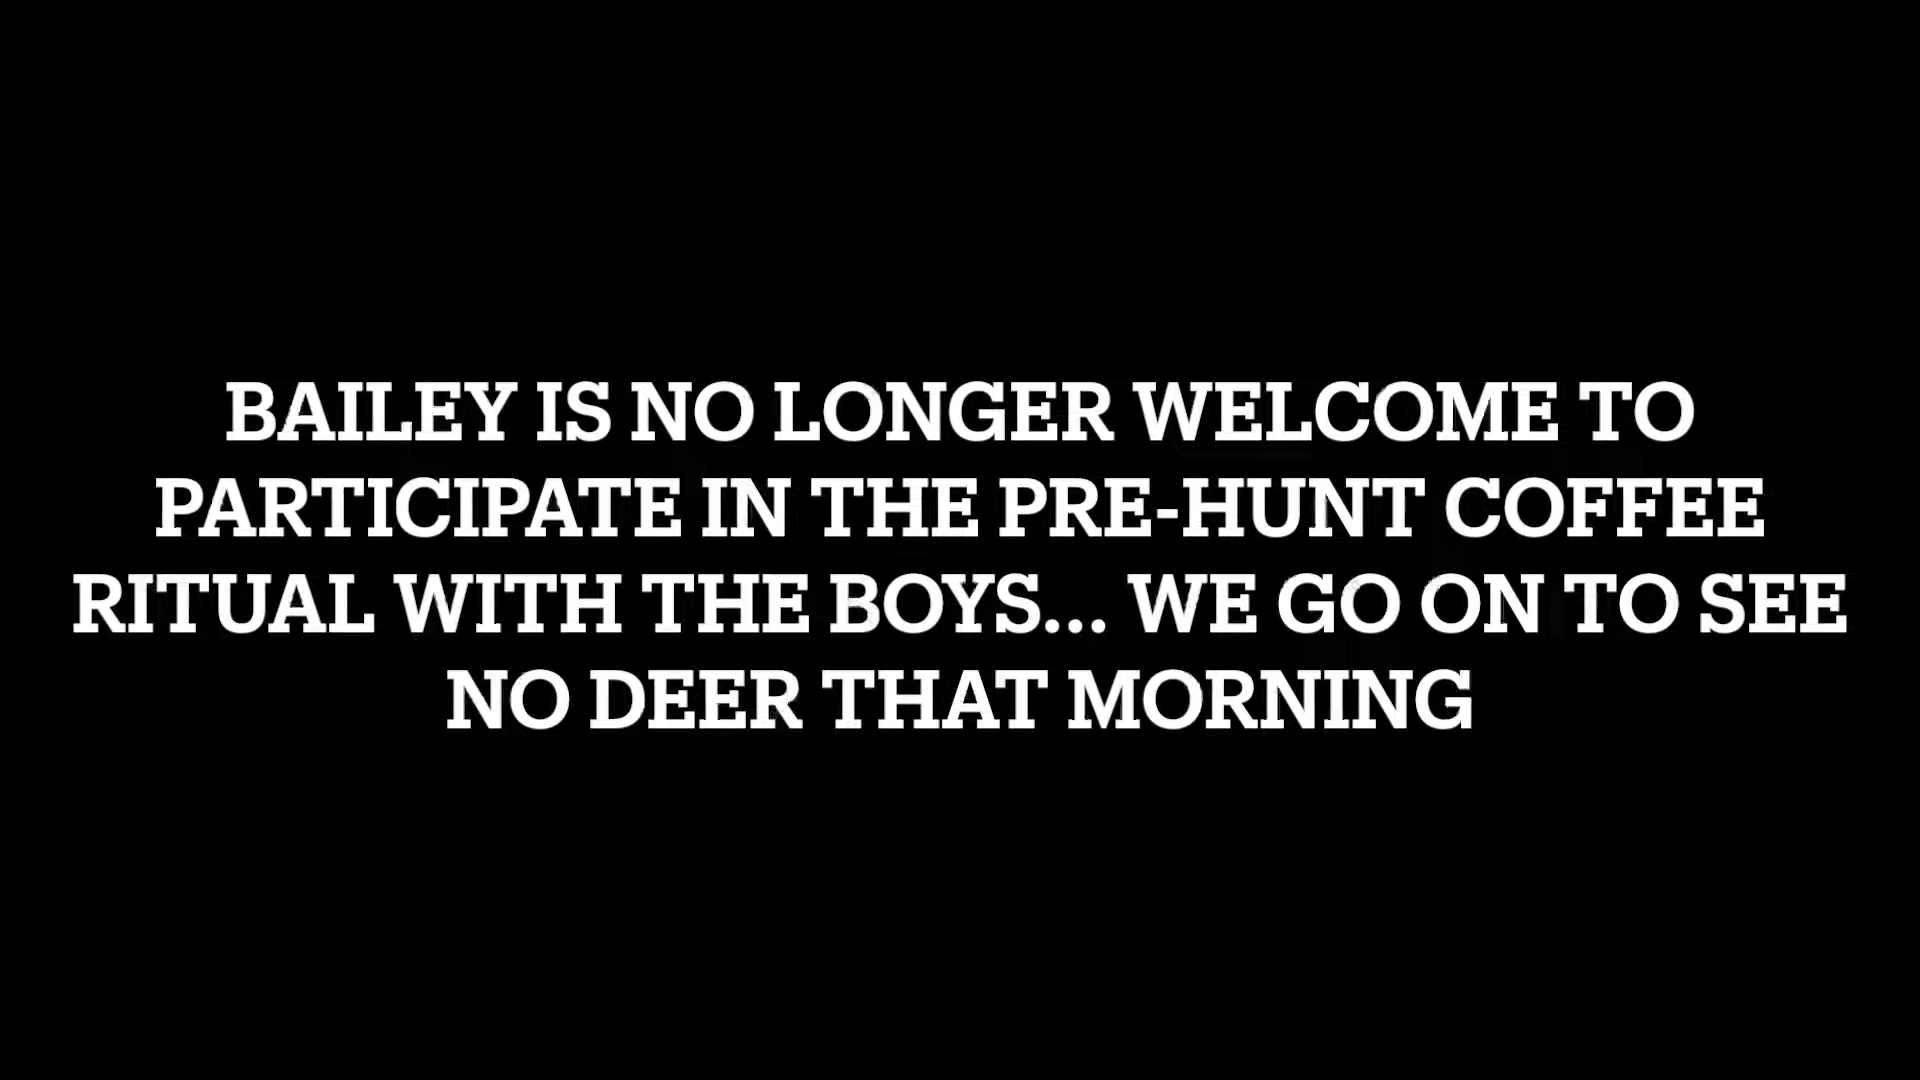 BAILEY IS NO LONGER WELCOME TO
PARTICIPATE IN THE PRE-HUNT COFFEE
RITUAL WITH THE BOYS... WE GO ON TO SEE
NO DEER THAT MORNING